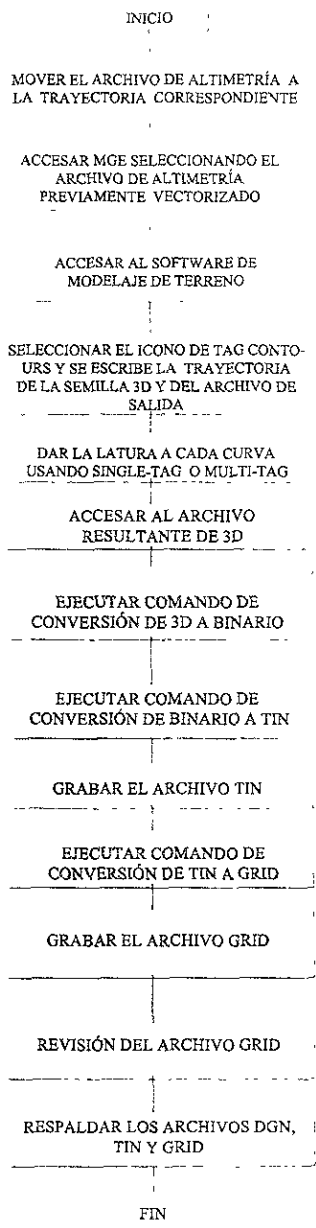 INICIO
MOVER EL ARCHIVO DE ALTIMETRÍA A
LA TRAYECTORIA CORRESPONDIENTE
ACCESAR MGE SELECCIONANDO EL
ARCHIVO DE ALTIMETRÍA
PREVIAMENTE VECTORIZADO
ACCESAR AL SOFTWARE DE
MODELAJE DE TERRENO
SELECCIONAR EL ICONO DE TAG CONTO-
URS Y SE ESCRIBE LA TRAYECTORIA
DE LA SEMILLA 3D Y DEL ARCHIVO DE
SALIDA
DAR LA LATURA A CADA CURVA
USANDO SINGLE-TAG O MULTI-TAG
ACCESAR AL ARCHIVO
RESULTANTE DE 3D
EJECUTAR COMANDO DE
CONVERSIÓN DE 3D A BINARIO
EJECUTAR COMANDO DE
CONVERSIÓN DE BINARIO A TIN
GRABAR EL ARCHIVO TIN
EJECUTAR COMANDO DE
CONVERSIÓN DE TIN A GRID
GRABAR EL ARCHIVO GRID
REVISIÓN DEL ARCHIVO GRID
RESPALDAR LOS ARCHIVOS DGN,
TIN Y GRID
FIN